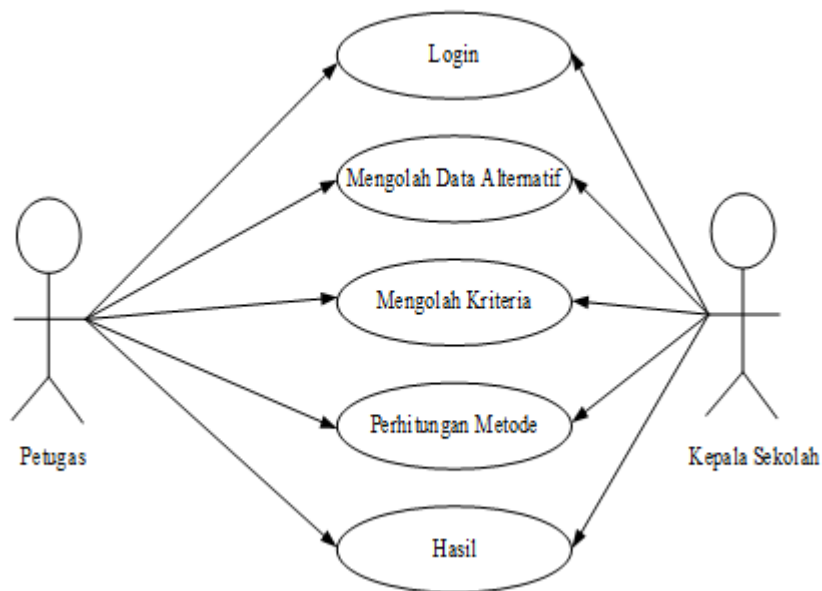 Login
Mengolah Data Alternatif
Mengolah Kriteria
Perhitungan Metode
Petugas
Kepala Sekolah
Hasil